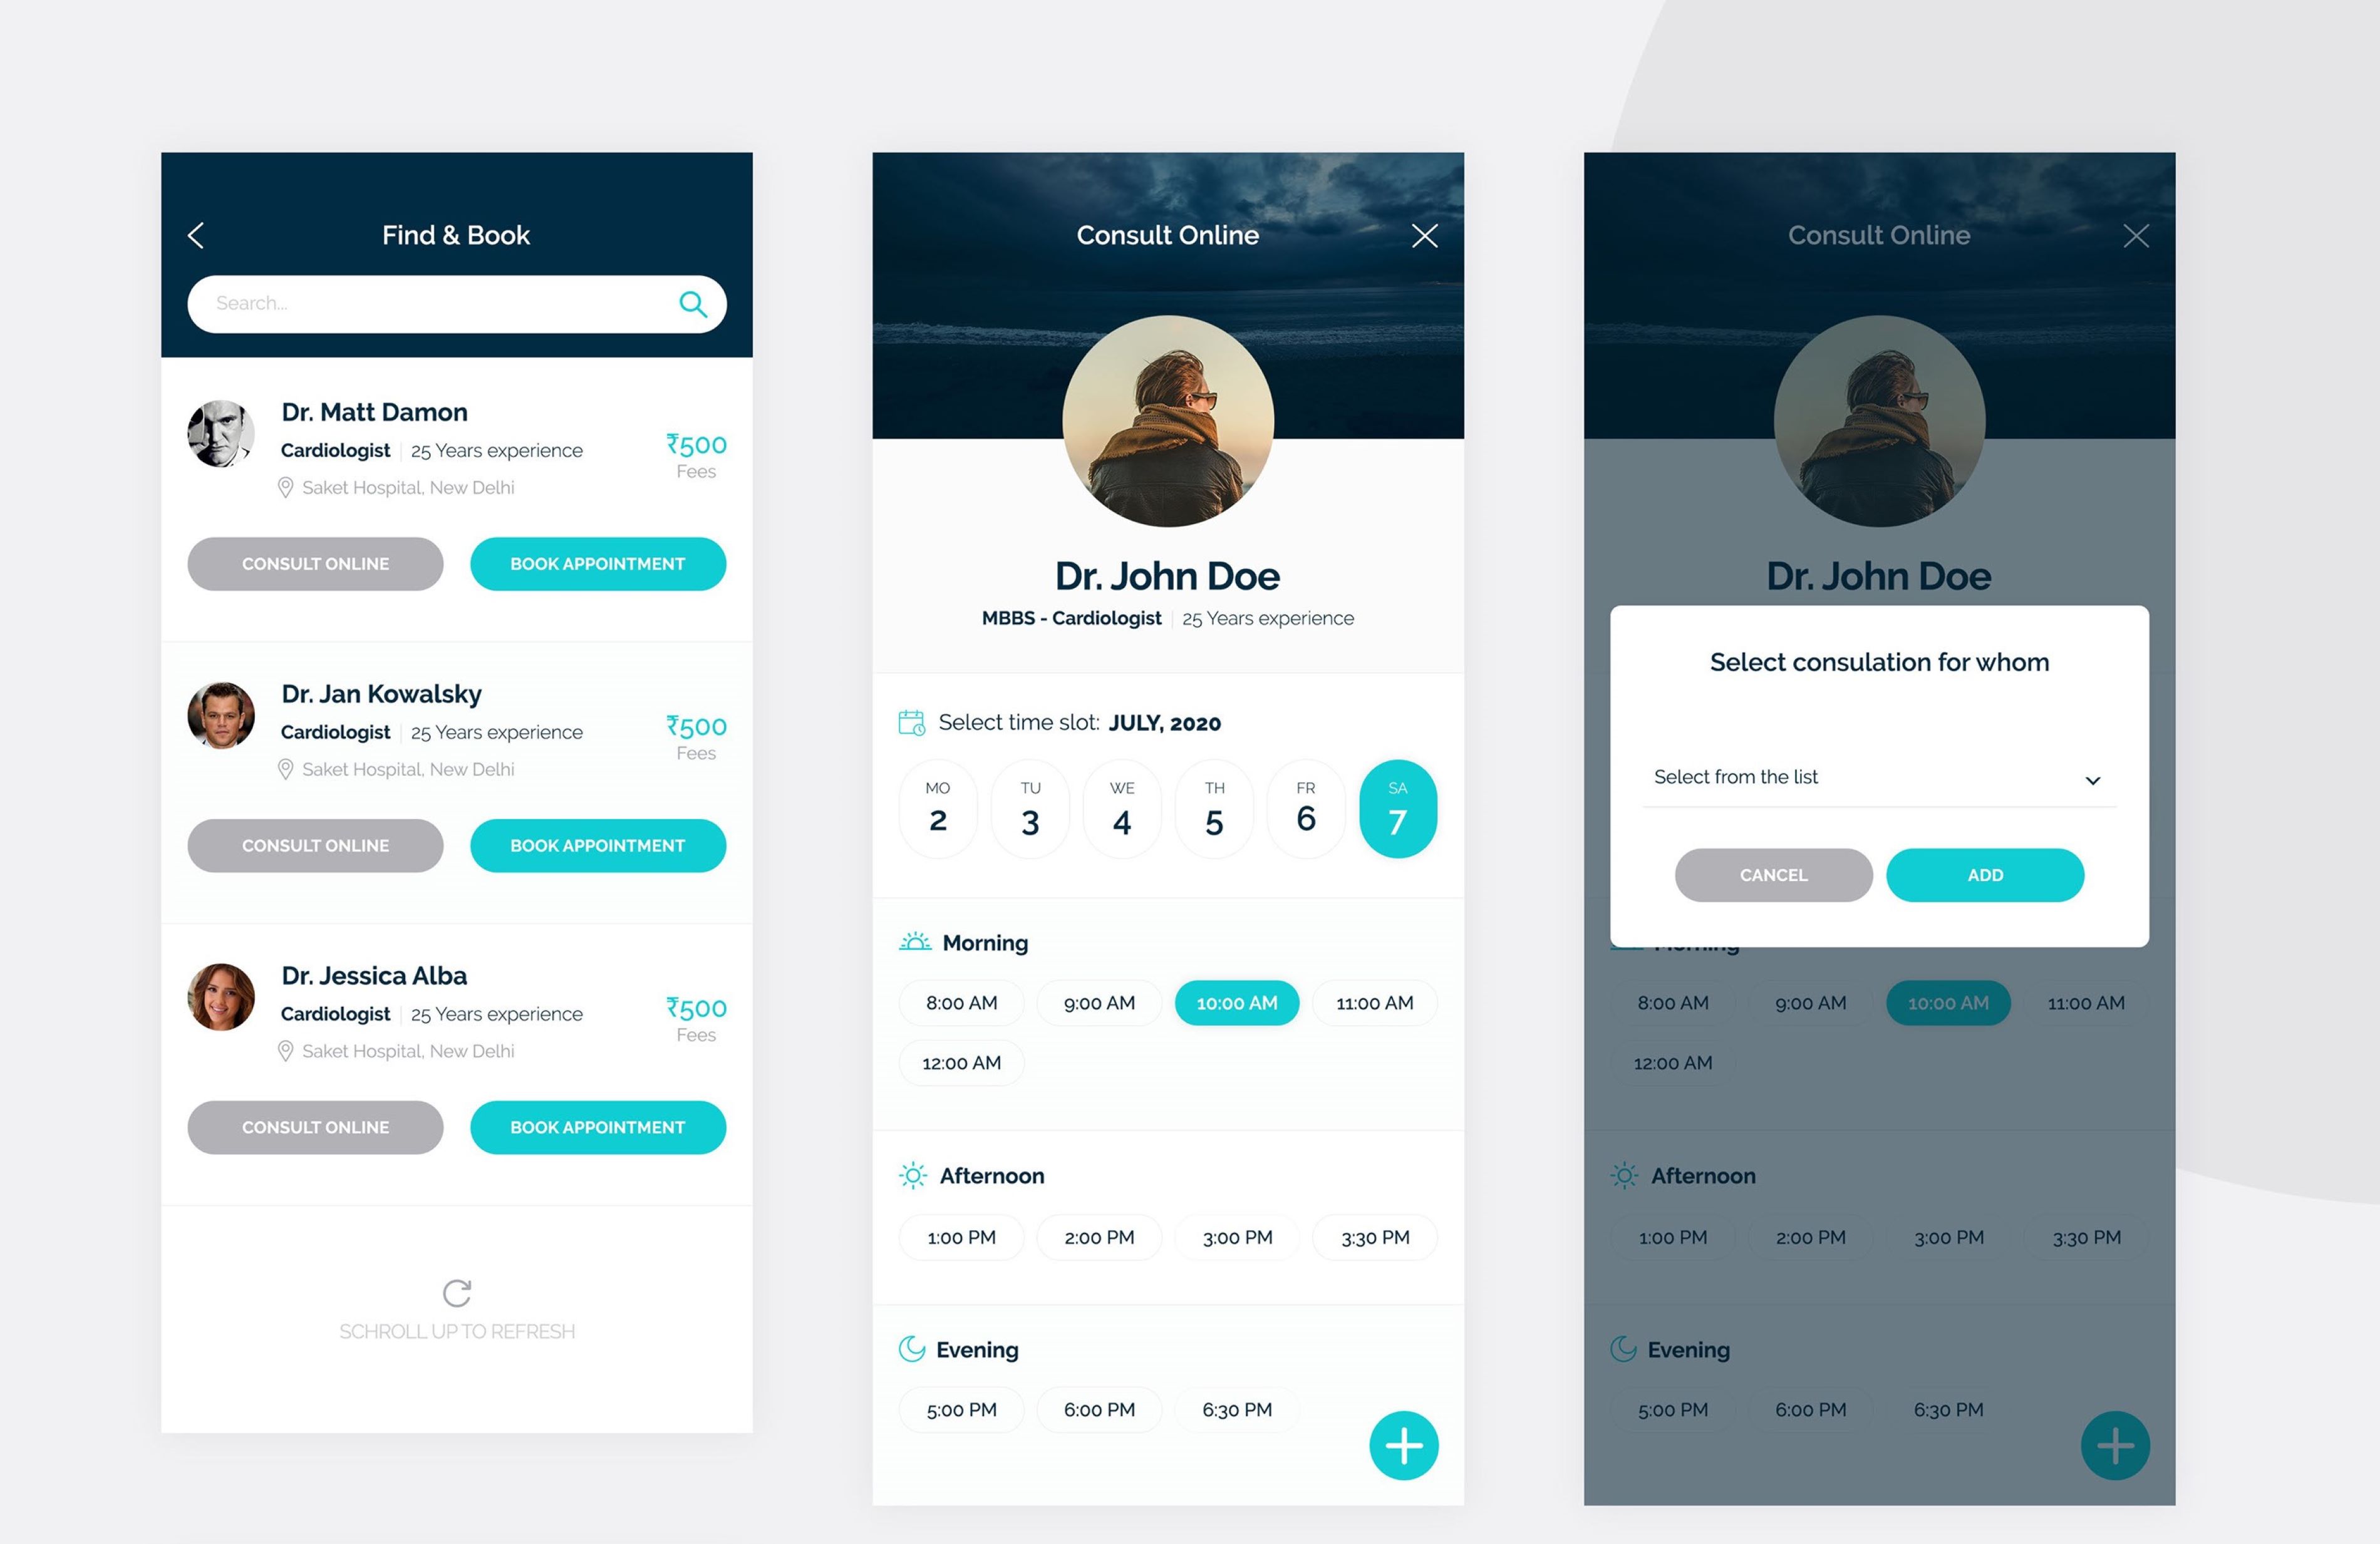 Find & Book
Search...
Dr. Matt Damon
Cardiologist | 25 Years experience
Saket Hospital, New Delhi
₹500
Fees
CONSULT ONLINE
BOOK APPOINTMENT
Dr. Jan Kowalsky
Cardiologist | 25 Years experience
Saket Hospital, New Delhi
₹500
Fees
CONSULT ONLINE
BOOK APPOINTMENT
Dr. Jessica Alba
Cardiologist | 25 Years experience
Saket Hospital, New Delhi
₹500
Fees
CONSULT ONLINE
BOOK APPOINTMENT
SCHROLL UP TO REFRESH
Consult Online
Dr. John Doe
MBBS - Cardiologist | 25 Years experience
Select time slot: JULY, 2020
MO TU WE TH FR SA
2 3 4 5 6 7
Morning
8:00 AM 9:00 AM 10:00 AM 11:00 AM
12:00 AM
Afternoon
1:00 PM 2:00 PM 3:00 PM 3:30 PM
Evening
5:00 PM 6:00 PM 6:30 PM
Consult Online
Dr. John Doe
Select consulation for whom
Select from the list
CANCEL ADD
Morning
8:00 AM 9:00 AM 10:00 AM 11:00 AM
12:00 AM
Afternoon
1:00 PM 2:00 PM 3:00 PM 3:30 PM
Evening
5:00 PM 6:00 PM 6:30 PM